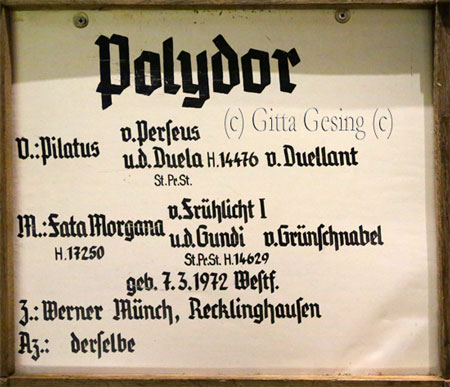 Polydor
(c) Gitta Gesing (c)
V.: Pilatus v. Perseus
u.d. Duela H.14476 v. Duellant
St.Pr.St.
M.: Fata Morgana v. Frühlicht I
u.d. Gundi v. Grünschnabel
H.17250 St.Pr.St. H.14629
geb. 7.3.1972 Westf.
Z.: Werner Münch, Recklinghausen
Az.: derselbe